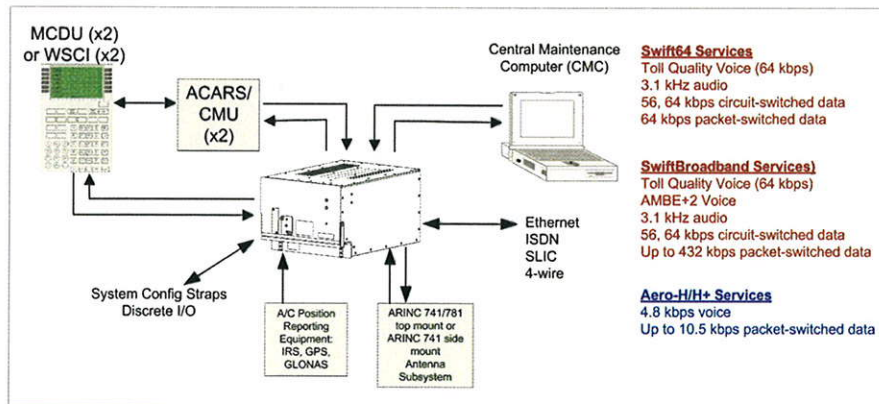 MCDU (x2)
or WSCI (x2)
ACARS/
CMU
(x2)
Central Maintenance
Computer (CMC)
Ethernet
ISDN
SLIC
4-wire
System Config Straps
Discrete I/O
A/C Position
Reporting
Equipment:
IRS, GPS,
GLONAS
ARINC 741/781
top mount or
ARINC 741 side
mount
Antenna
Subsystem
Swift64 Services
Toll Quality Voice (64 kbps)
3.1 kHz audio
56, 64 kbps circuit-switched data
64 kbps packet-switched data
SwiftBroadband Services)
Toll Quality Voice (64 kbps)
AMBE+2 Voice
3.1 kHz audio
56, 64 kbps circuit-switched data
Up to 432 kbps packet-switched data
Aero-H/H+ Services
4.8 kbps voice
Up to 10.5 kbps packet-switched data